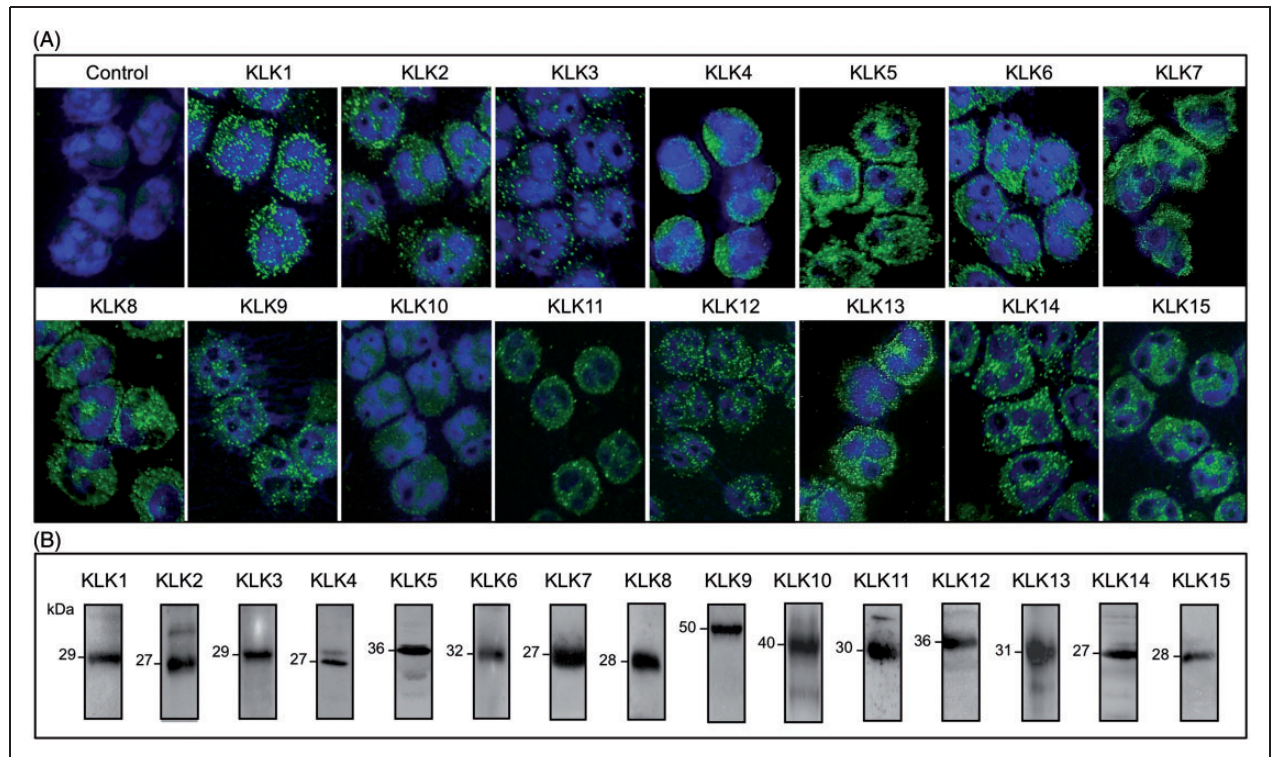 (A)
Control KLK1 KLK2 KLK3 KLK4 KLK5 KLK6 KLK7
KLK8 KLK9 KLK10 KLK11 KLK12 KLK13 KLK14 KLK15
(B)
KLK1 KLK2 KLK3 KLK4 KLK5 KLK6 KLK7 KLK8 KLK9 KLK10 KLK11 KLK12 KLK13 KLK14 KLK15
kDa
29 27 29 27 36 32 27 28 50 40 30 36 31 27 28